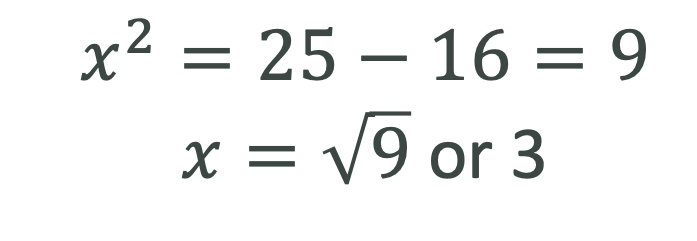 x² = 25 − 16 = 9
x = √9 or 3